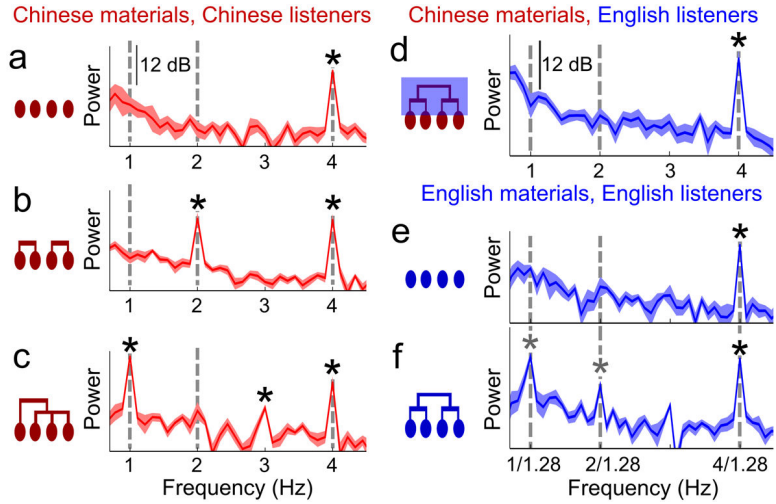 Chinese materials, Chinese listeners
a
Power
12 dB
*
1 2 3 4
b
Power
* *
1 2 3 4
c
Power
* * *
1 2 3 4
Frequency (Hz)
Chinese materials, English listeners
d
Power
12 dB
*
1 2 3 4
English materials, English listeners
e
Power
*
f
Power
* * *
1/1.28 2/1.28 4/1.28
Frequency (Hz)